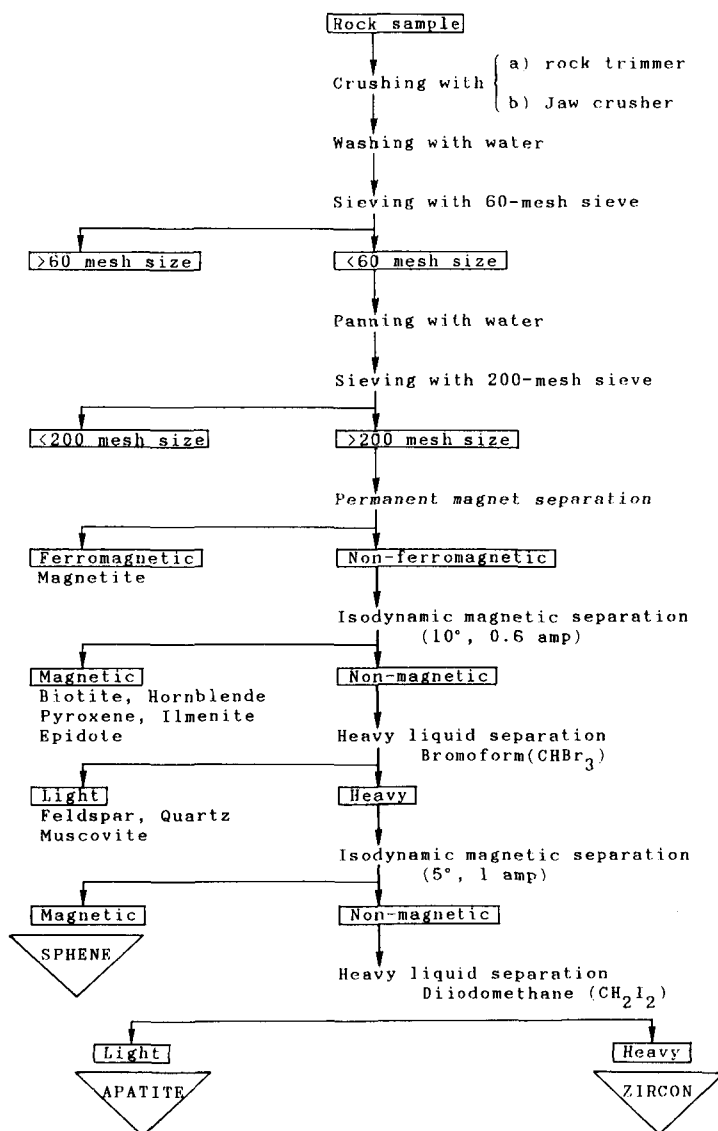 Rock sample
Crushing with
a) rock trimmer
b) Jaw crusher
Washing with water
Sieving with 60-mesh sieve
>60 mesh size
<60 mesh size
Panning with water
Sieving with 200-mesh sieve
<200 mesh size
>200 mesh size
Permanent magnet separation
Ferromagnetic
Magnetite
Non-ferromagnetic
Isodynamic magnetic separation
(10°, 0.6 amp)
Magnetic
Biotite, Hornblende
Pyroxene, Ilmenite
Epidote
Non-magnetic
Heavy liquid separation
Bromoform(CHBr3)
Light
Feldspar, Quartz
Muscovite
Heavy
Isodynamic magnetic separation
(5°, 1 amp)
Magnetic
SPHENE
Non-magnetic
Heavy liquid separation
Diiodomethane (CH2I2)
Light
APATITE
Heavy
ZIRCON